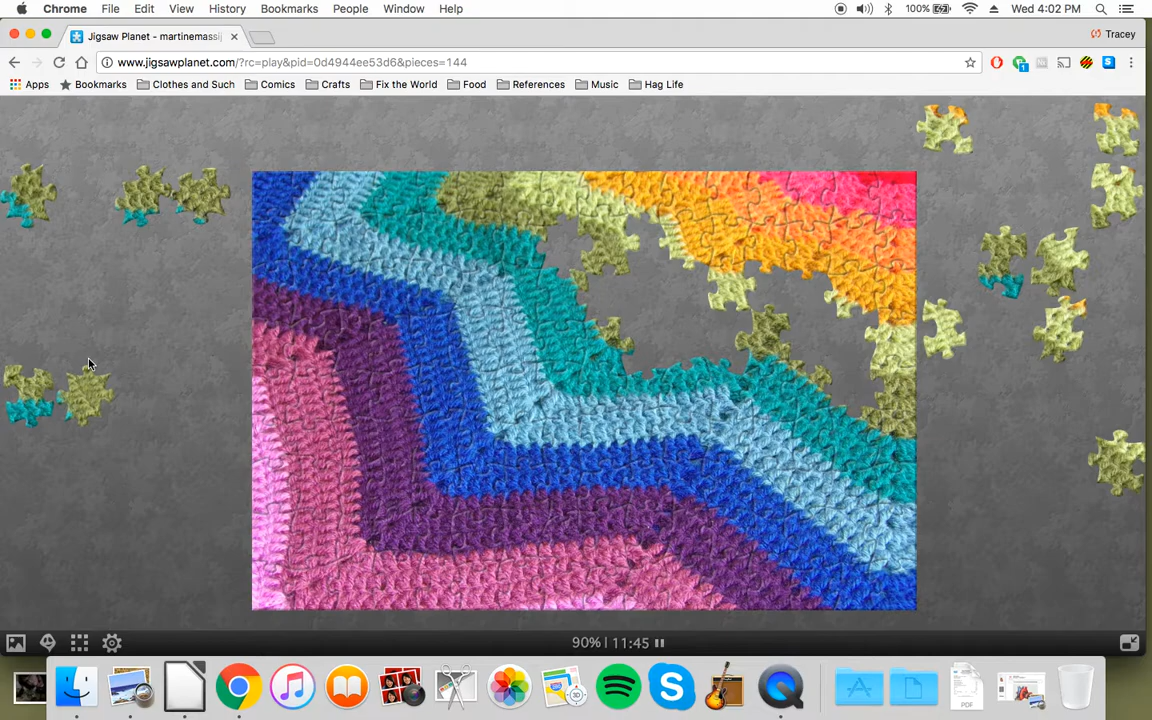 Chrome File Edit View History Bookmarks People Window Help 100% Wed 4:02 PM
Jigsaw Planet - martinemassij Tracey
www.jigsawplanet.com/?rc=play&pid=0d4944ee53d6&pieces=144
Apps Bookmarks Clothes and Such Comics Crafts Fix the World Food References Music Hag Life
90% | 11:45